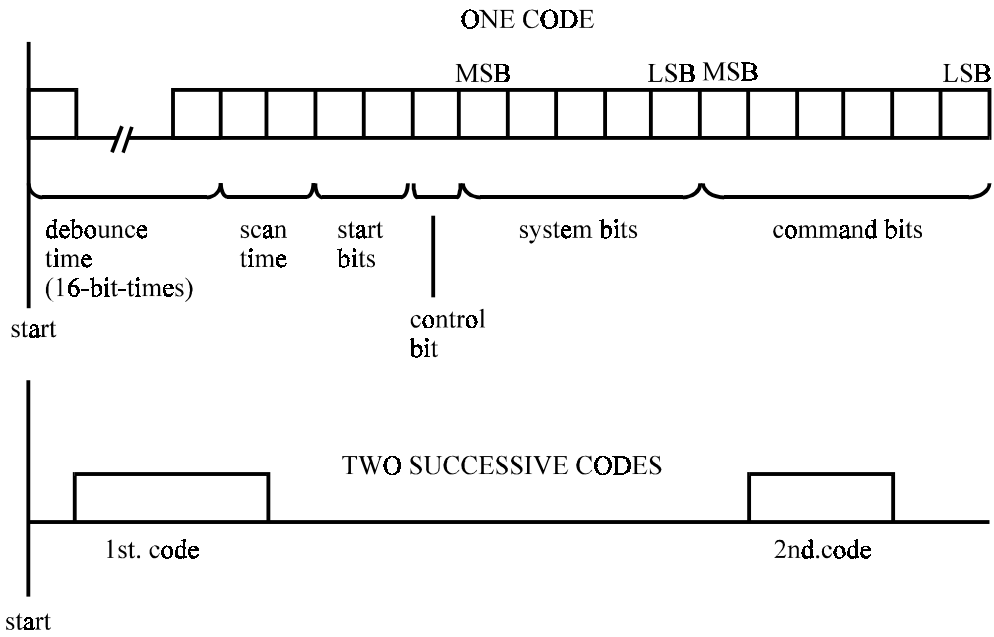 ONE CODE
MSB
LSB
MSB
LSB
debounce
time
(16-bit-times)
scan
time
start
bits
system bits
command bits
start
control
bit
TWO SUCCESSIVE CODES
1st. code
2nd.code
start